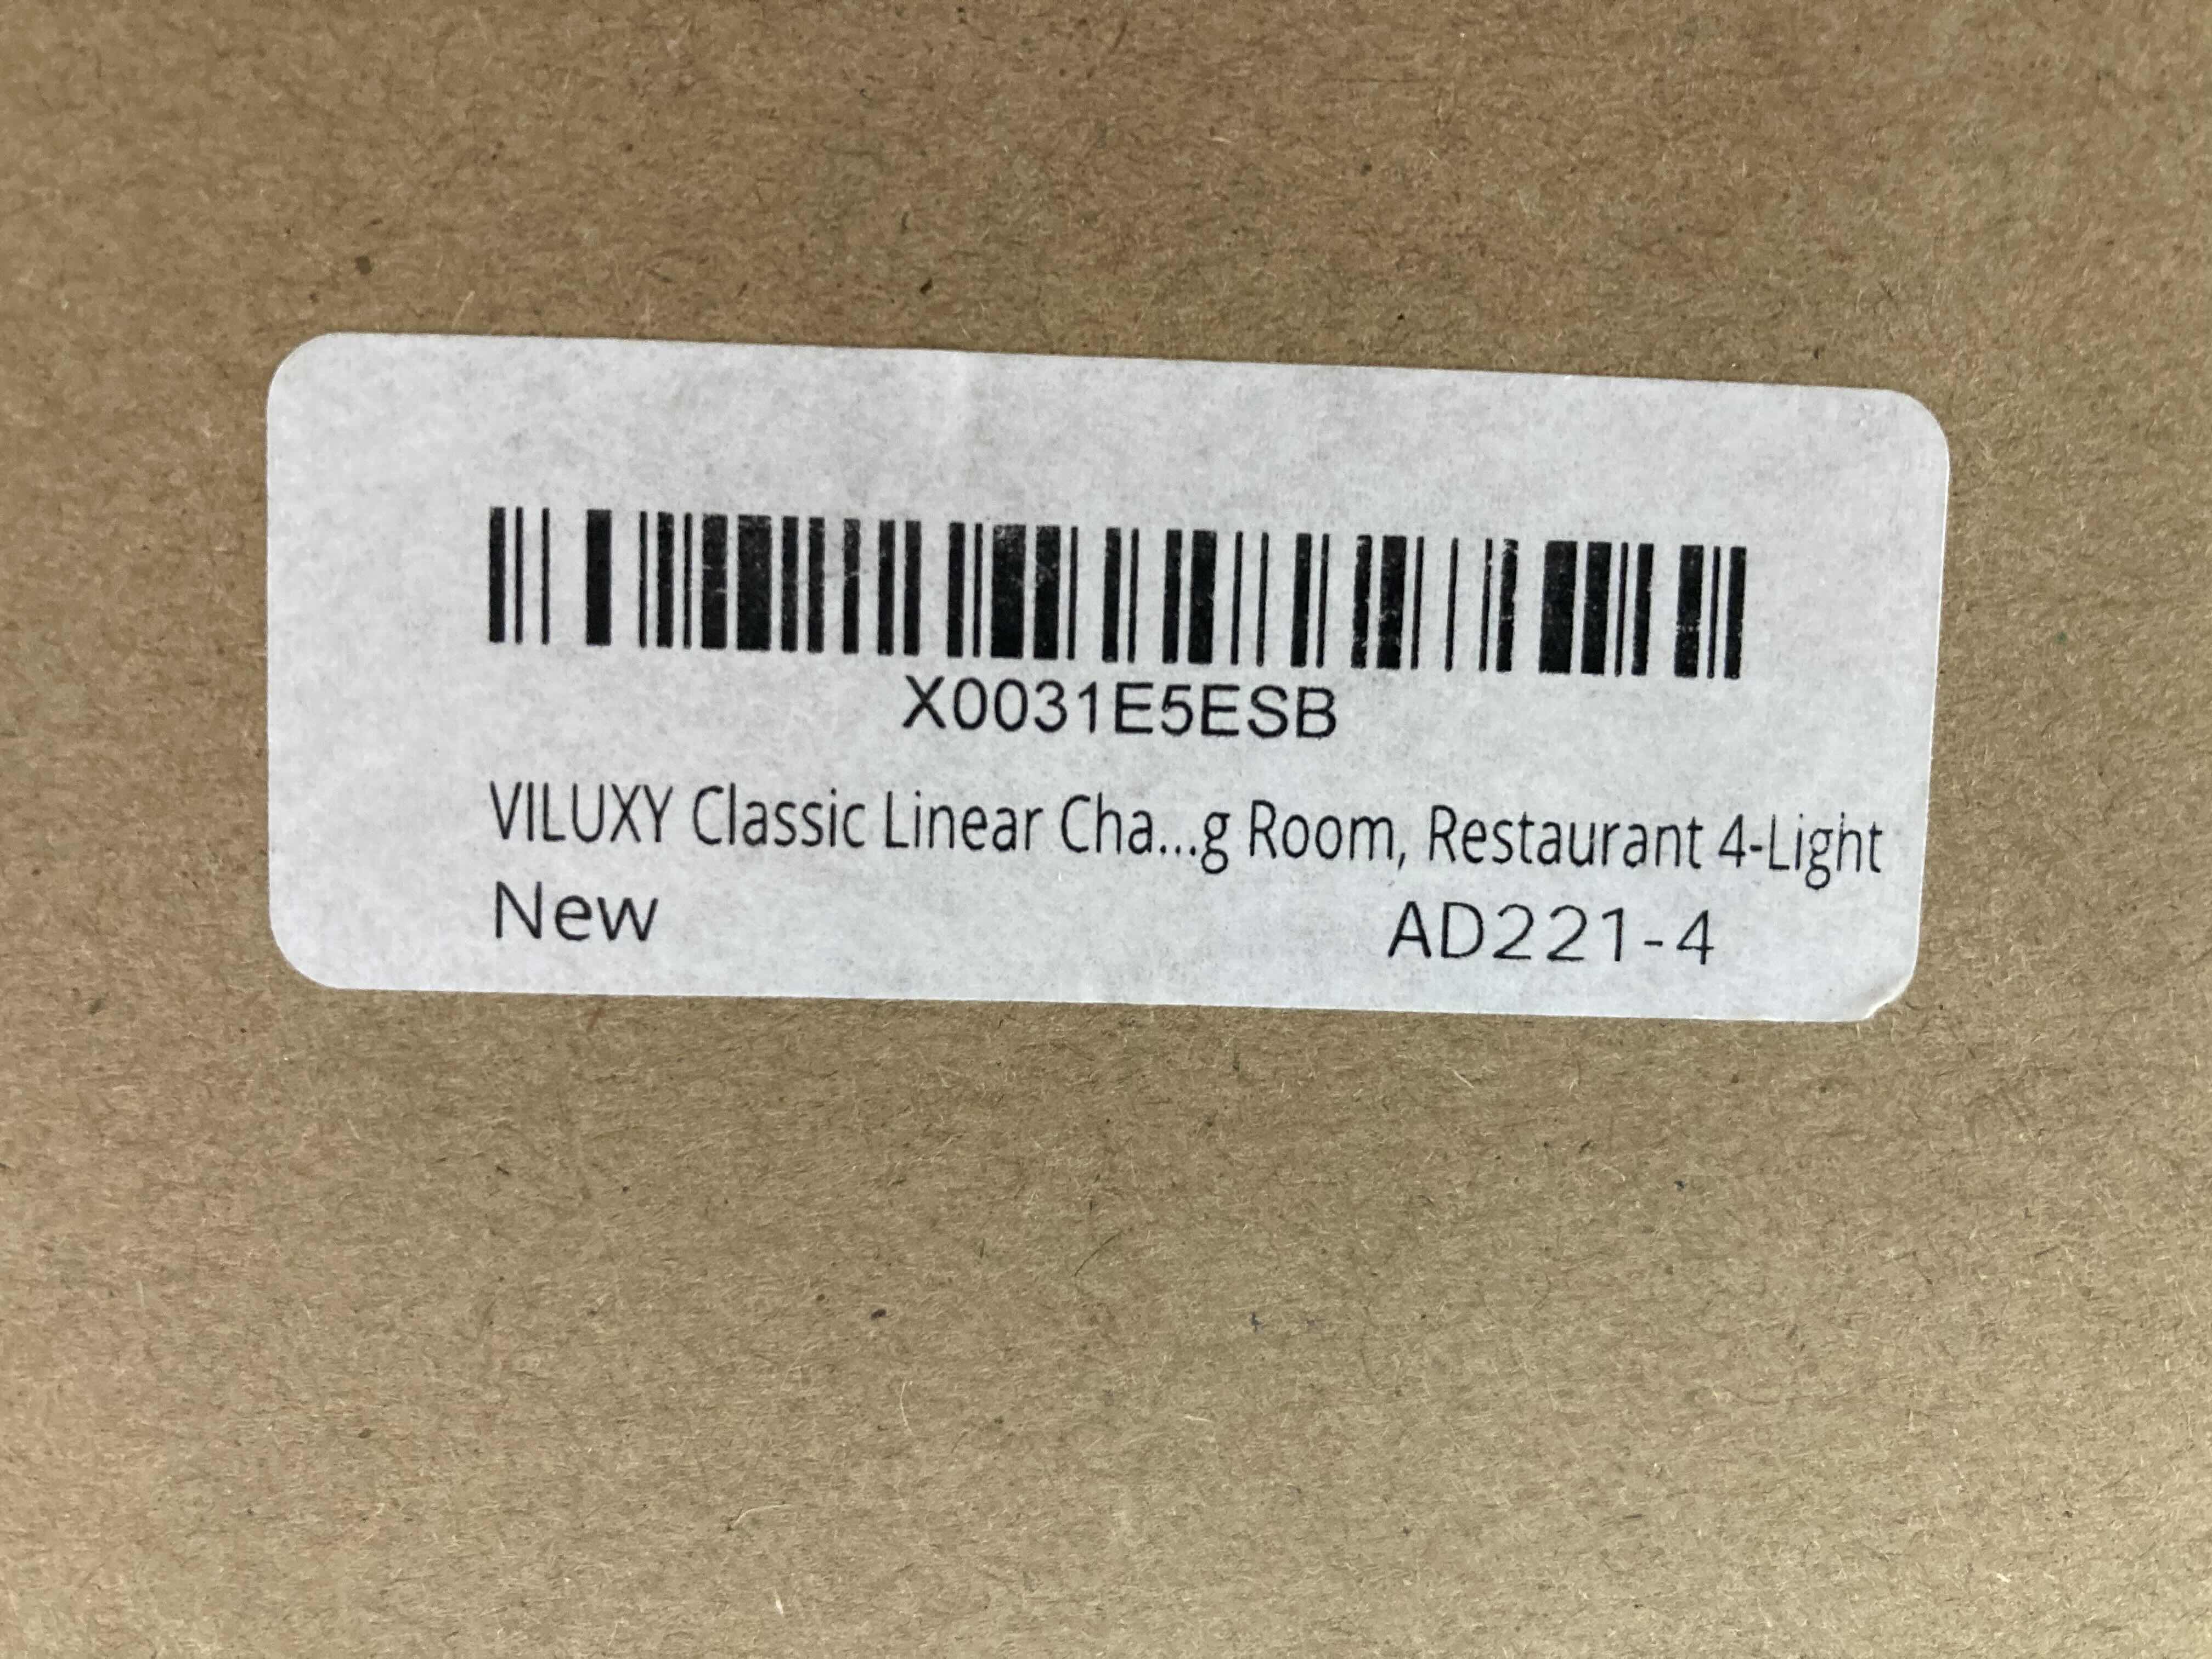 X0031E5ESB
VILUXY Classic Linear Cha...g Room, Restaurant 4-Light
New AD221-4